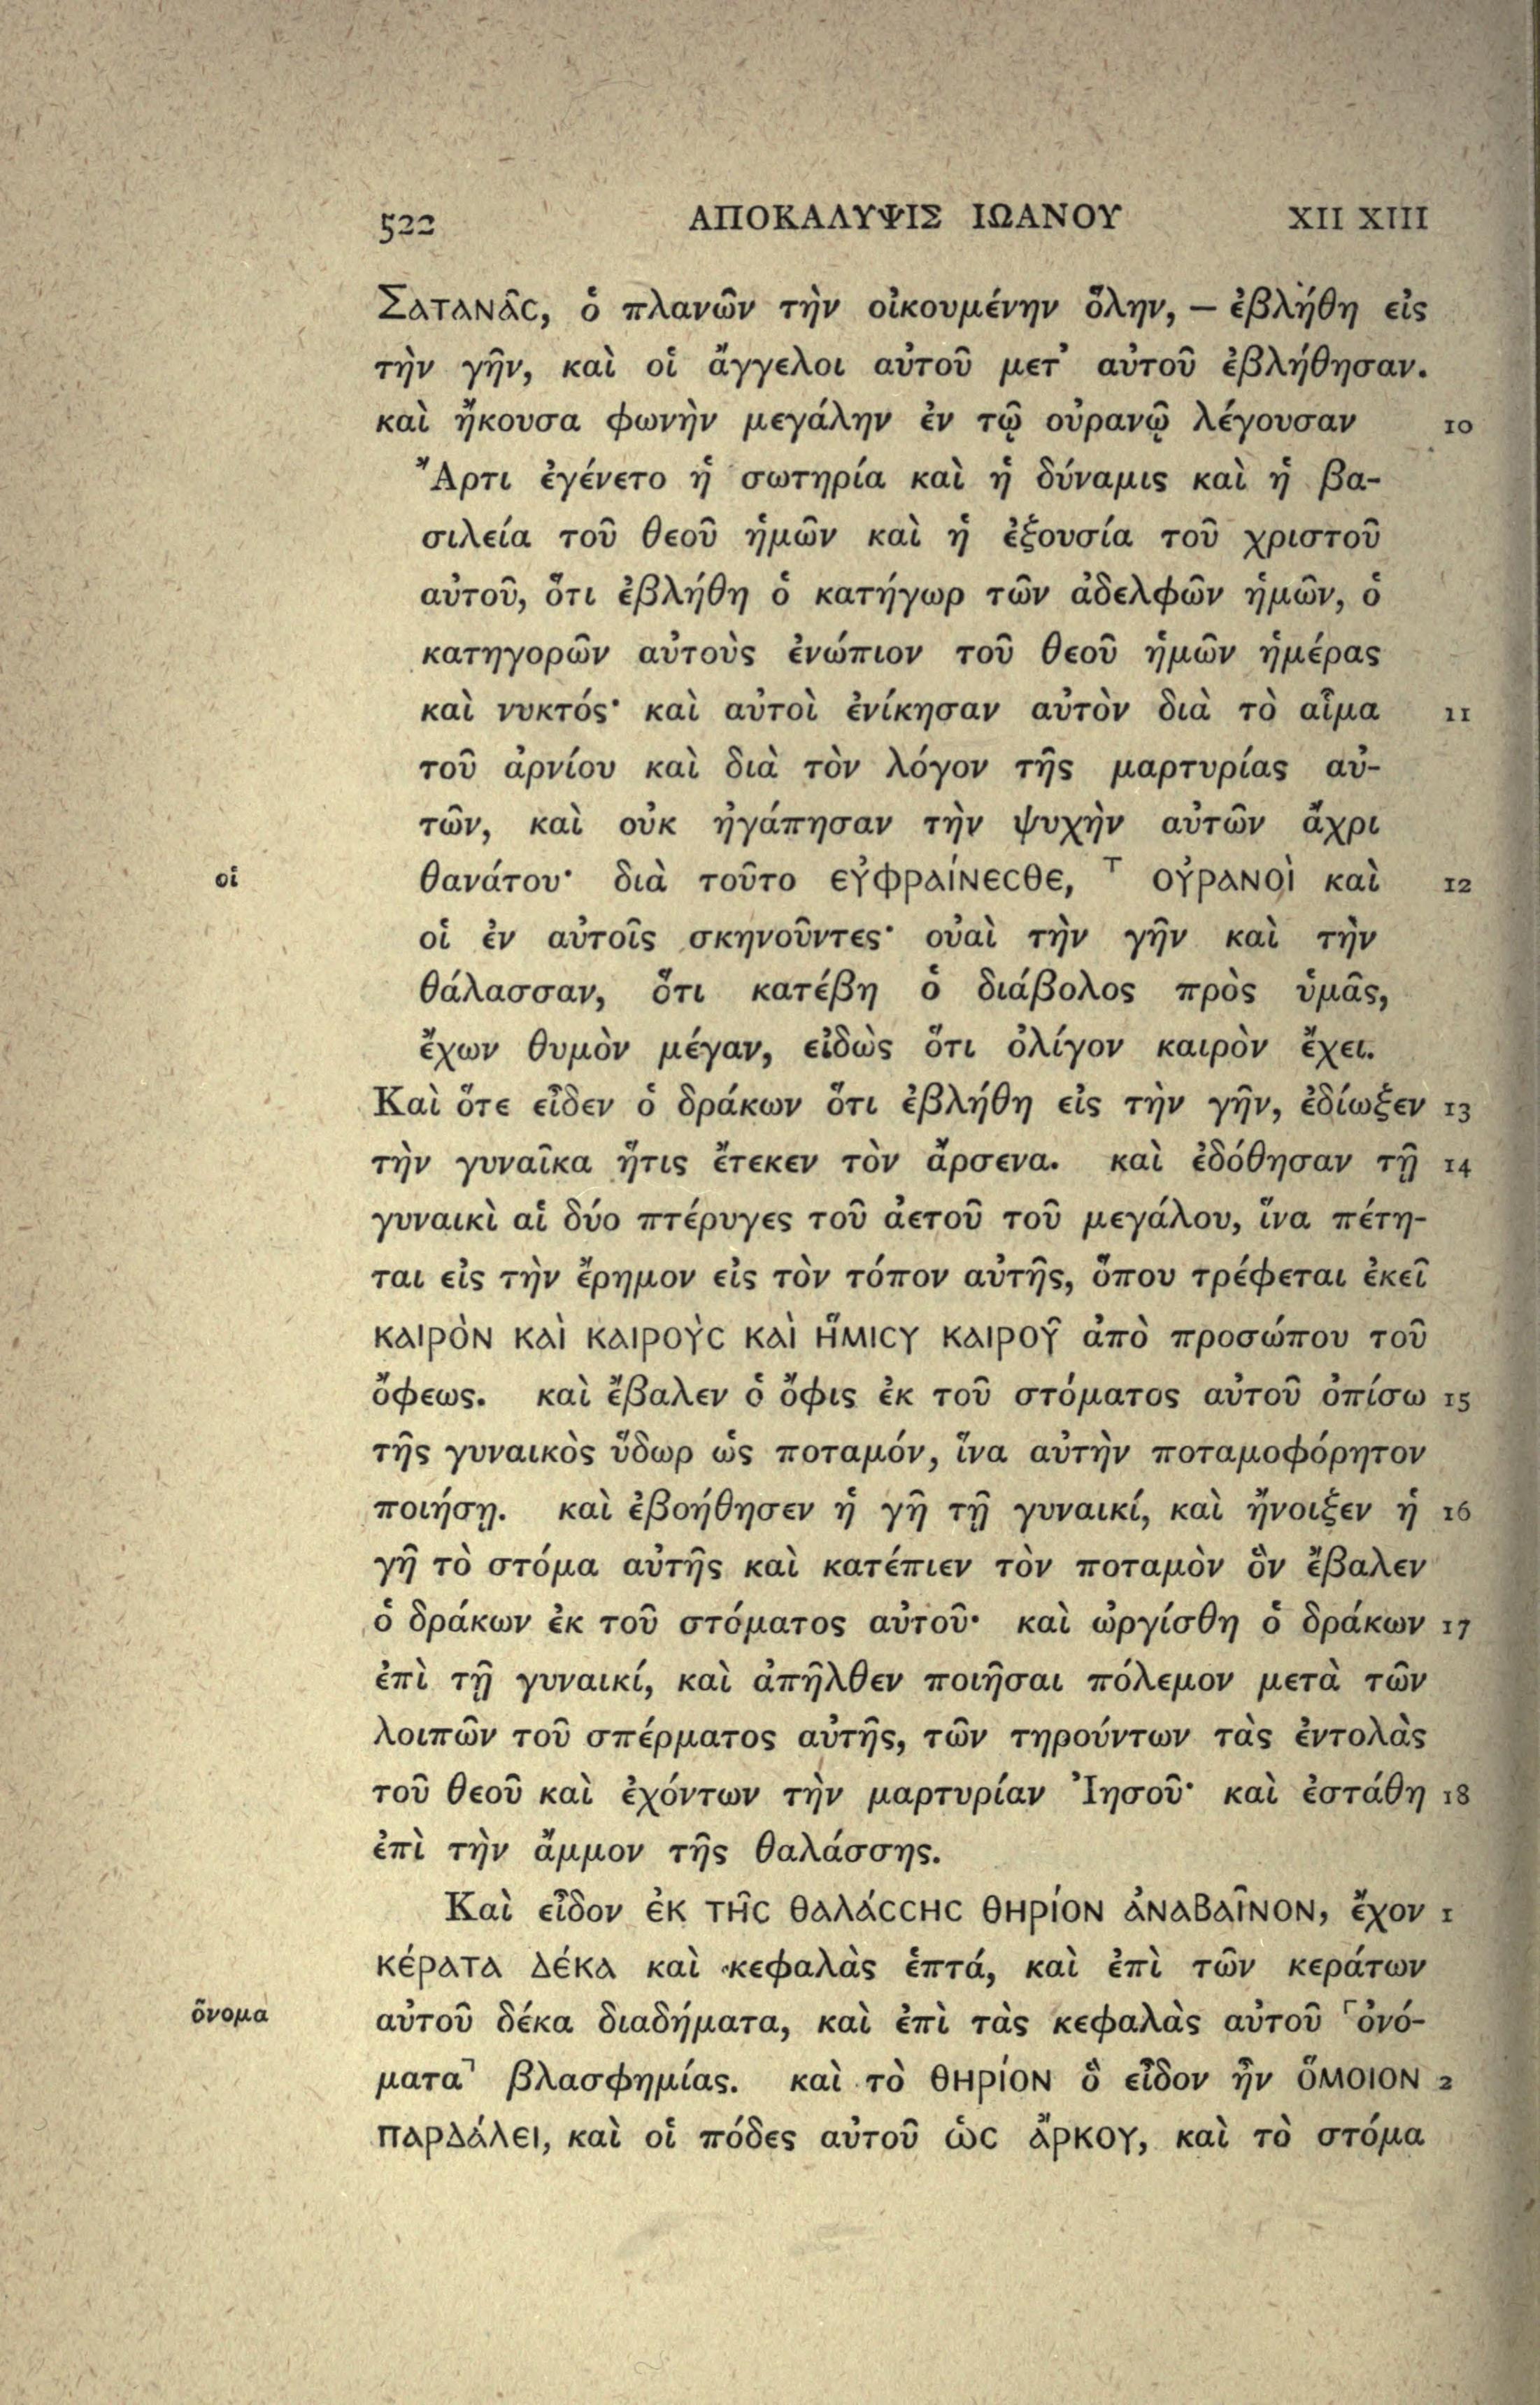 522 ΑΠΟΚΑΛΥΨΙΣ ΙΩΑΝΟΥ XII XIII
Σατανᾶς, ὁ πλανῶν τὴν οἰκουμένην ὅλην, — ἐβλήθη εἰς
τὴν γῆν, καὶ οἱ ἄγγελοι αὐτοῦ μετ᾽ αὐτοῦ ἐβλήθησαν.
καὶ ἤκουσα φωνὴν μεγάλην ἐν τῷ οὐρανῷ λέγουσαν 10
Ἄρτι ἐγένετο ἡ σωτηρία καὶ ἡ δύναμις καὶ ἡ βα-
σιλεία τοῦ θεοῦ ἡμῶν καὶ ἡ ἐξουσία τοῦ χριστοῦ
αὐτοῦ, ὅτι ἐβλήθη ὁ κατήγωρ τῶν ἀδελφῶν ἡμῶν, ὁ
κατηγορῶν αὐτοὺς ἐνώπιον τοῦ θεοῦ ἡμῶν ἡμέρας
καὶ νυκτός· καὶ αὐτοὶ ἐνίκησαν αὐτὸν διὰ τὸ αἷμα 11
τοῦ ἀρνίου καὶ διὰ τὸν λόγον τῆς μαρτυρίας αὐ-
τῶν, καὶ οὐκ ἠγάπησαν τὴν ψυχὴν αὐτῶν ἄχρι
οἱ θανάτου· διὰ τοῦτο εὐφραίνεσθε, ⸆ οὐρανοὶ καὶ 12
οἱ ἐν αὐτοῖς σκηνοῦντες· οὐαὶ τὴν γῆν καὶ τὴν
θάλασσαν, ὅτι κατέβη ὁ διάβολος πρὸς ὑμᾶς,
ἔχων θυμὸν μέγαν, εἰδὼς ὅτι ὀλίγον καιρὸν ἔχει.
Καὶ ὅτε εἶδεν ὁ δράκων ὅτι ἐβλήθη εἰς τὴν γῆν, ἐδίωξεν 13
τὴν γυναῖκα ἥτις ἔτεκεν τὸν ἄρσενα. καὶ ἐδόθησαν τῇ 14
γυναικὶ αἱ δύο πτέρυγες τοῦ ἀετοῦ τοῦ μεγάλου, ἵνα πέτη-
ται εἰς τὴν ἔρημον εἰς τὸν τόπον αὐτῆς, ὅπου τρέφεται ἐκεῖ
καιρὸν καὶ καιροὺς καὶ ἥμισυ καιροῦ ἀπὸ προσώπου τοῦ
ὄφεως. καὶ ἔβαλεν ὁ ὄφις ἐκ τοῦ στόματος αὐτοῦ ὀπίσω 15
τῆς γυναικὸς ὕδωρ ὡς ποταμόν, ἵνα αὐτὴν ποταμοφόρητον
ποιήσῃ. καὶ ἐβοήθησεν ἡ γῆ τῇ γυναικί, καὶ ἤνοιξεν ἡ 16
γῆ τὸ στόμα αὐτῆς καὶ κατέπιεν τὸν ποταμὸν ὃν ἔβαλεν
ὁ δράκων ἐκ τοῦ στόματος αὐτοῦ· καὶ ὠργίσθη ὁ δράκων 17
ἐπὶ τῇ γυναικί, καὶ ἀπῆλθεν ποιῆσαι πόλεμον μετὰ τῶν
λοιπῶν τοῦ σπέρματος αὐτῆς, τῶν τηρούντων τὰς ἐντολὰς
τοῦ θεοῦ καὶ ἐχόντων τὴν μαρτυρίαν Ἰησοῦ· καὶ ἐστάθη 18
ἐπὶ τὴν ἄμμον τῆς θαλάσσης.
Καὶ εἶδον ἐκ τῆς θαλάσσης θηρίον ἀναβαῖνον, ἔχον 1
κέρατα δέκα καὶ κεφαλὰς ἑπτά, καὶ ἐπὶ τῶν κεράτων
ὄνομα αὐτοῦ δέκα διαδήματα, καὶ ἐπὶ τὰς κεφαλὰς αὐτοῦ ⸀ὀνό-
ματα⸃ βλασφημίας. καὶ τὸ θηρίον ὃ εἶδον ἦν ὅμοιον 2
παρδάλει, καὶ οἱ πόδες αὐτοῦ ὡς ἄρκου, καὶ τὸ στόμα